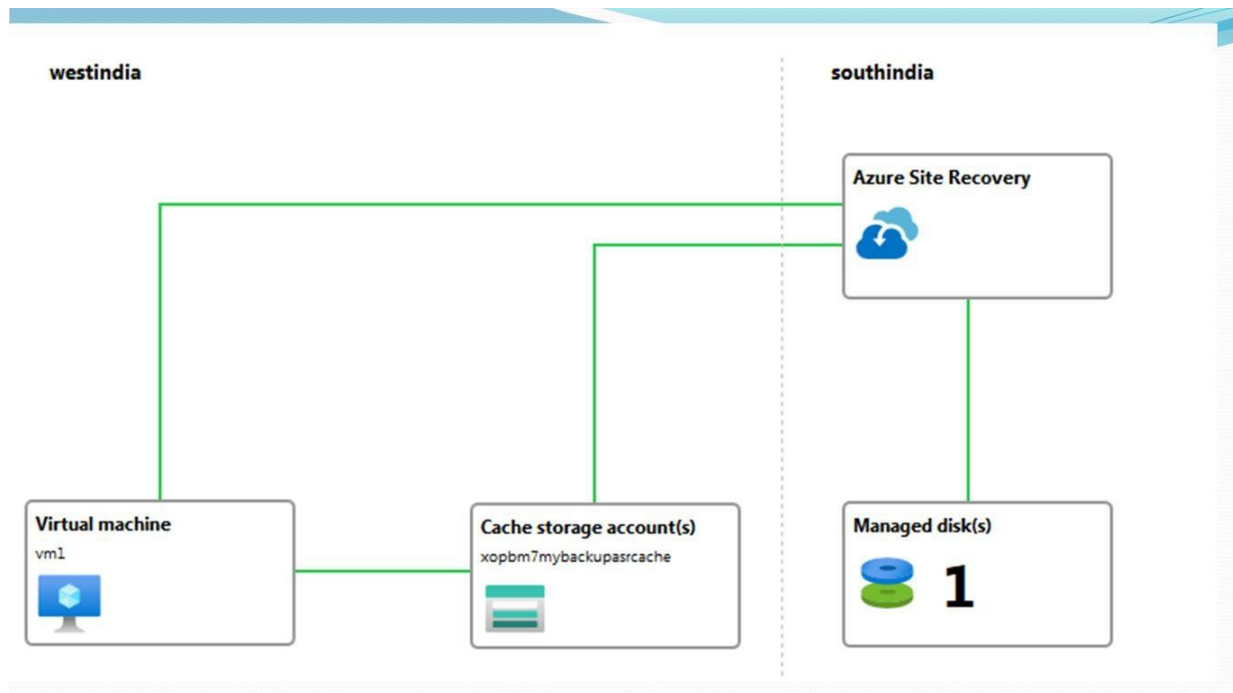 westindia
southindia
Azure Site Recovery
Virtual machine
vm1
Cache storage account(s)
xopbm7mybackupasrcache
Managed disk(s)
1